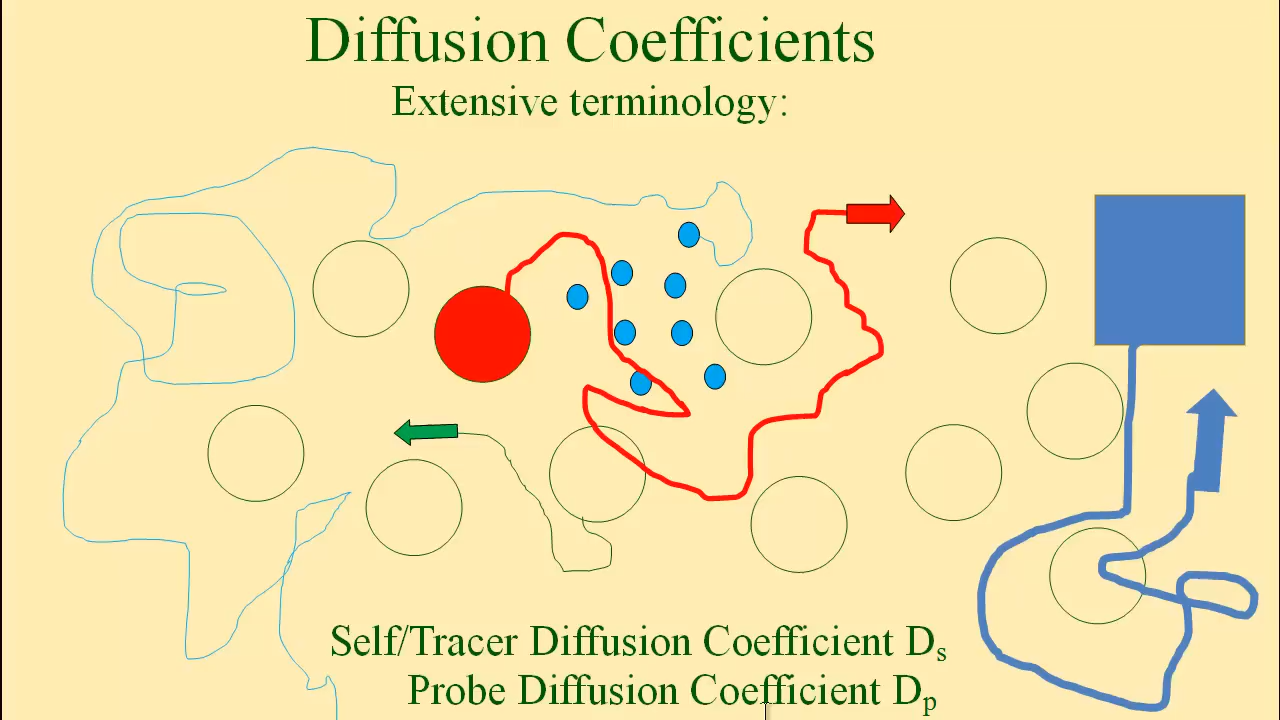 Diffusion Coefficients
Extensive terminology:
Self/Tracer Diffusion Coefficient Ds
Probe Diffusion Coefficient Dp